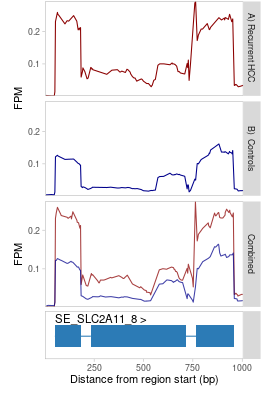 0.2
0.1
FPM
A) Recurrent HCC
0.2
0.1
B) Controls
0.2
0.1
FPM
Combined
SE_SLC2A11_8 >
250
500
750
1000
Distance from region start (bp)